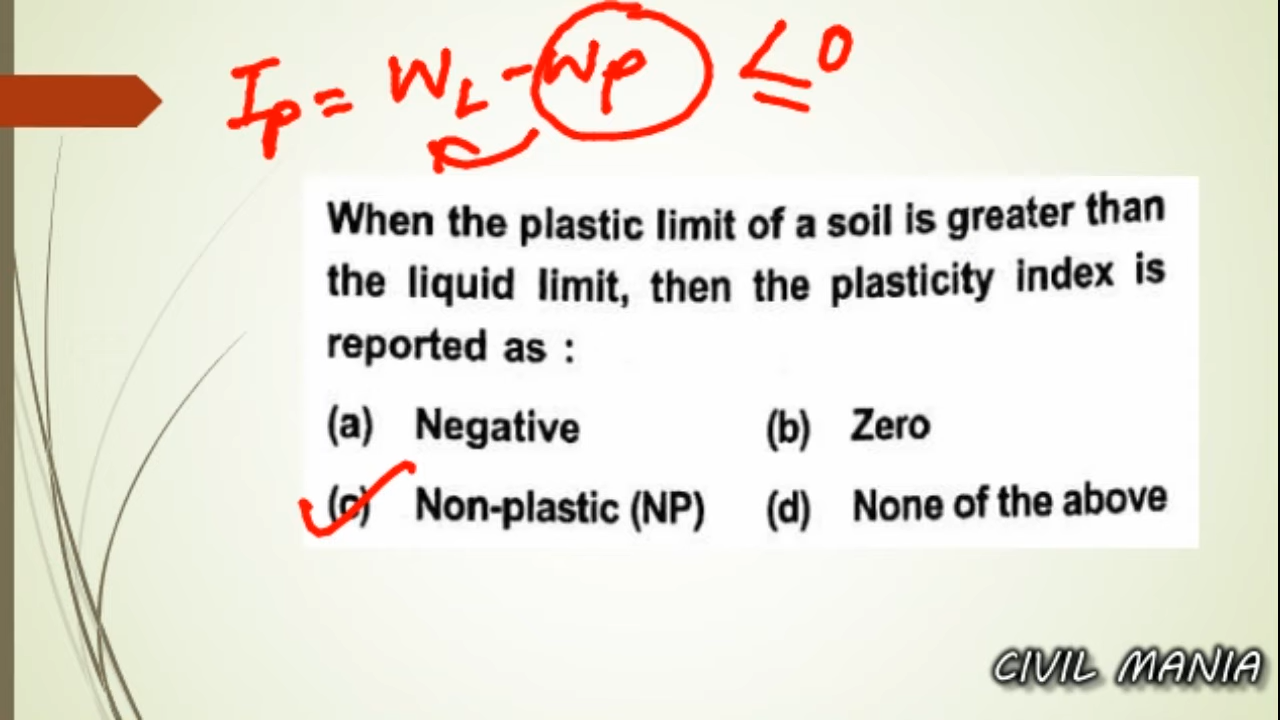 Ip = WL - Wp ≤ 0
When the plastic limit of a soil is greater than
the liquid limit, then the plasticity index is
reported as :
(a) Negative (b) Zero
(c) Non-plastic (NP) (d) None of the above
CIVIL MANIA